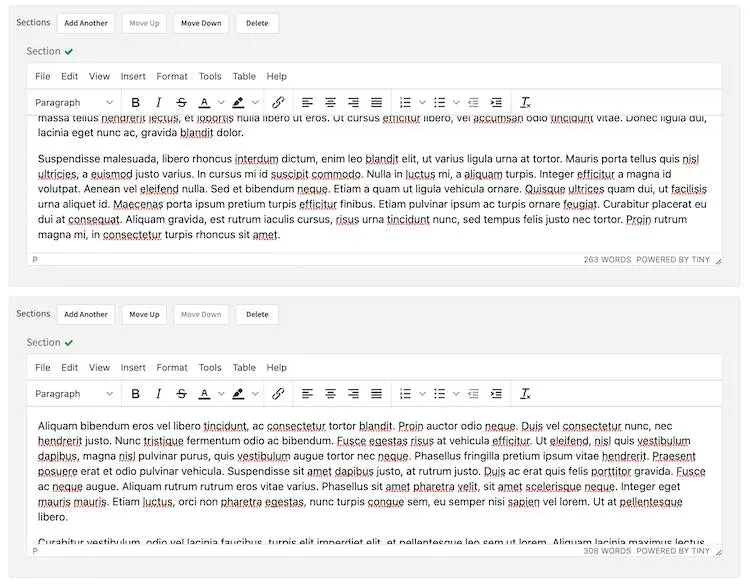 Sections Add Another Move Up Move Down Delete
Section
File Edit View Insert Format Tools Table Help
Paragraph B I S A
massa tellus hendrerit lectus, et lobortis nulla libero ut eros. Ut cursus efficitur libero, vel accumsan odio tincidunt vitae. Donec ligula dui,
lacinia eget nunc ac, gravida blandit dolor.
Suspendisse malesuada, libero rhoncus interdum dictum, enim leo blandit elit, ut varius ligula urna at tortor. Mauris porta tellus quis nisl
ultricies, a euismod justo varius. In cursus mi id suscipit commodo. Nulla in luctus mi, a aliquam turpis. Integer efficitur a magna id
volutpat. Aenean vel eleifend nulla. Sed et bibendum neque. Etiam a quam ut ligula vehicula ornare. Quisque ultrices quam dui, ut facilisis
urna aliquet id. Maecenas porta ipsum pretium turpis efficitur finibus. Etiam pulvinar ipsum ac turpis ornare feugiat. Curabitur placerat eu
dui at consequat. Aliquam gravida, est rutrum iaculis cursus, risus urna tincidunt nunc, sed tempus felis justo nec tortor. Proin rutrum
magna mi, in consectetur turpis rhoncus sit amet.
P 263 WORDS POWERED BY TINY
Sections Add Another Move Up Move Down Delete
Section
File Edit View Insert Format Tools Table Help
Paragraph B I S A
Aliquam bibendum eros vel libero tincidunt, ac consectetur tortor blandit. Proin auctor odio neque. Duis vel consectetur nunc, nec
hendrerit justo. Nunc tristique fermentum odio ac bibendum. Fusce egestas risus at vehicula efficitur. Ut eleifend, nisl quis vestibulum
dapibus, magna nisl pulvinar purus, quis vestibulum augue tortor nec neque. Phasellus fringilla pretium ipsum vitae hendrerit. Praesent
posuere erat et odio pulvinar vehicula. Suspendisse sit amet dapibus justo, at rutrum justo. Duis ac erat quis felis porttitor gravida. Fusce
ac neque augue. Aliquam rutrum rutrum eros vitae varius. Phasellus sit amet pharetra velit, sit amet scelerisque neque. Integer eget
mauris mauris. Etiam luctus, orci non pharetra egestas, nunc turpis congue sem, eu semper nisi sapien vel lorem. Ut at pellentesque
libero.
Curabitur vestibulum, odio vel lacinia faucibus, turpis elit imperdiet elit, et pellentesque leo sem ut lorem. Aliquam lacinia maximus lectus
P 308 WORDS POWERED BY TINY